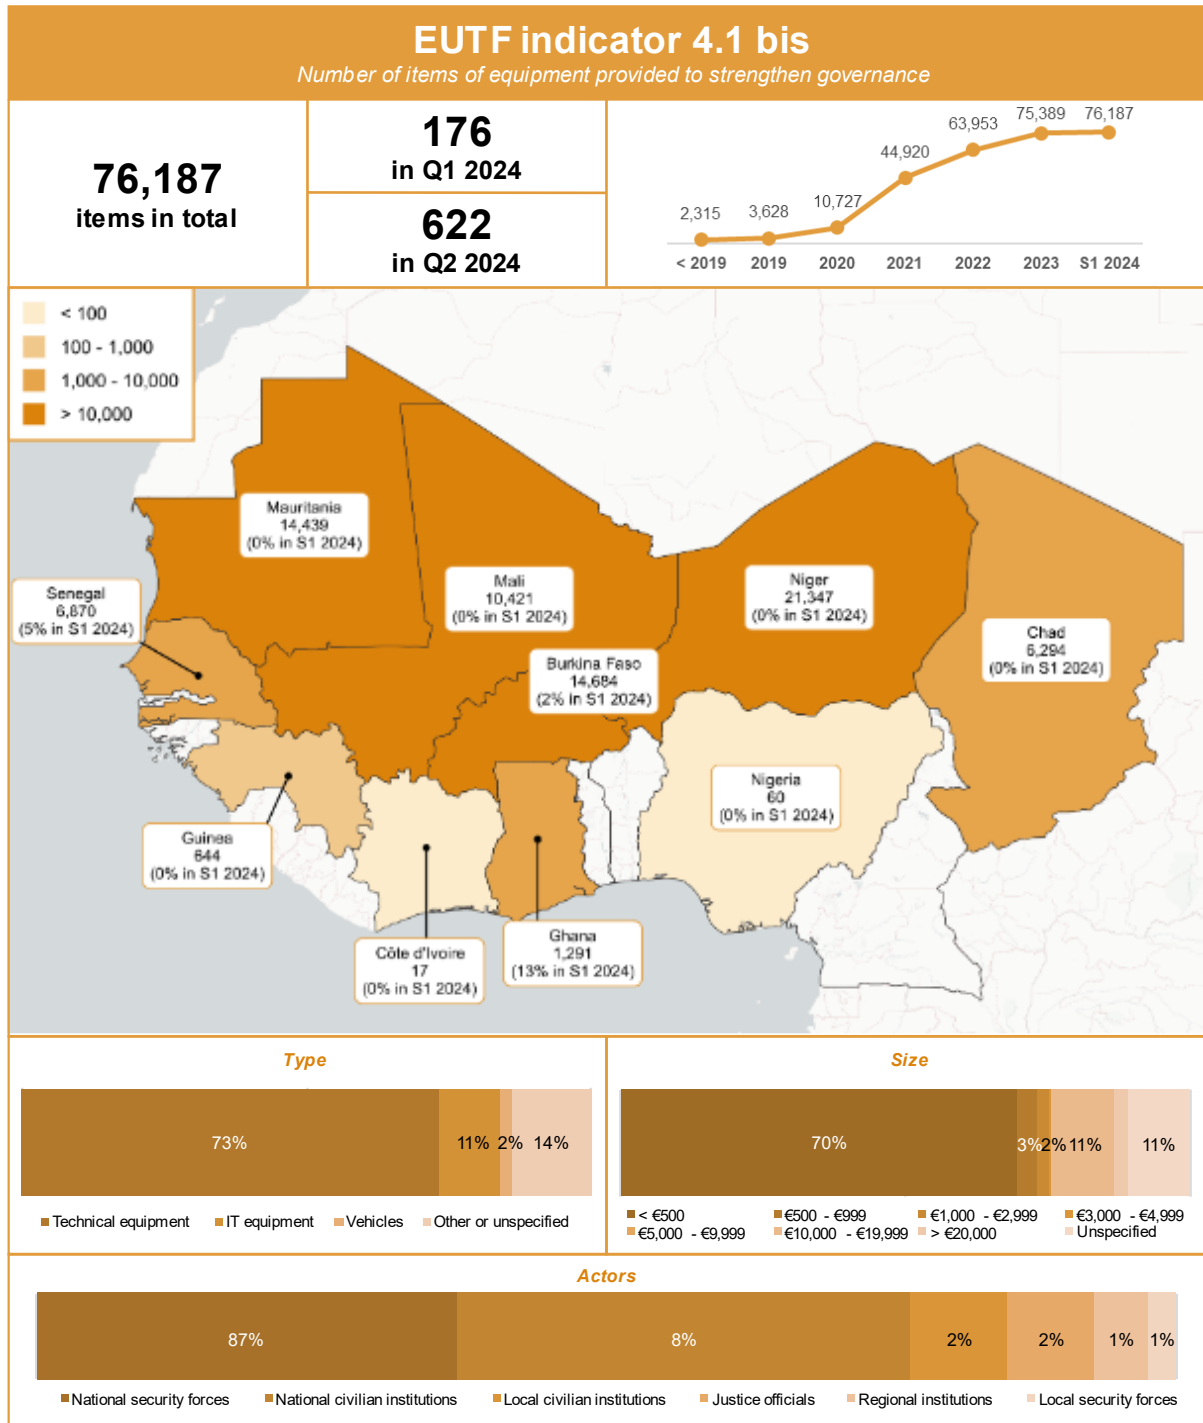 EUTF indicator 4.1 bis
Number of items of equipment provided to strengthen governance
76,187
items in total
176
in Q1 2024
622
in Q2 2024
2,315
3,628
10,727
44,920
63,953
75,389
76,187
< 2019
2019
2020
2021
2022
2023
S1 2024
< 100
100 - 1,000
1,000 - 10,000
> 10,000
Mauritania
14,439
(0% in S1 2024)
Mali
10,421
(0% in S1 2024)
Niger
21,347
(0% in S1 2024)
Senegal
6,870
(5% in S1 2024)
Chad
6,294
(0% in S1 2024)
Burkina Faso
14,684
(2% in S1 2024)
Nigeria
60
(0% in S1 2024)
Guinea
644
(0% in S1 2024)
Côte d'Ivoire
17
(0% in S1 2024)
Ghana
1,291
(13% in S1 2024)
Type
73%
11%
2%
14%
Technical equipment
IT equipment
Vehicles
Other or unspecified
Size
70%
3%
2%
11%
11%
< €500
€500 - €999
€1,000 - €2,999
€3,000 - €4,999
€5,000 - €9,999
€10,000 - €19,999
> €20,000
Unspecified
Actors
87%
8%
2%
2%
1%
1%
National security forces
National civilian institutions
Local civilian institutions
Justice officials
Regional institutions
Local security forces